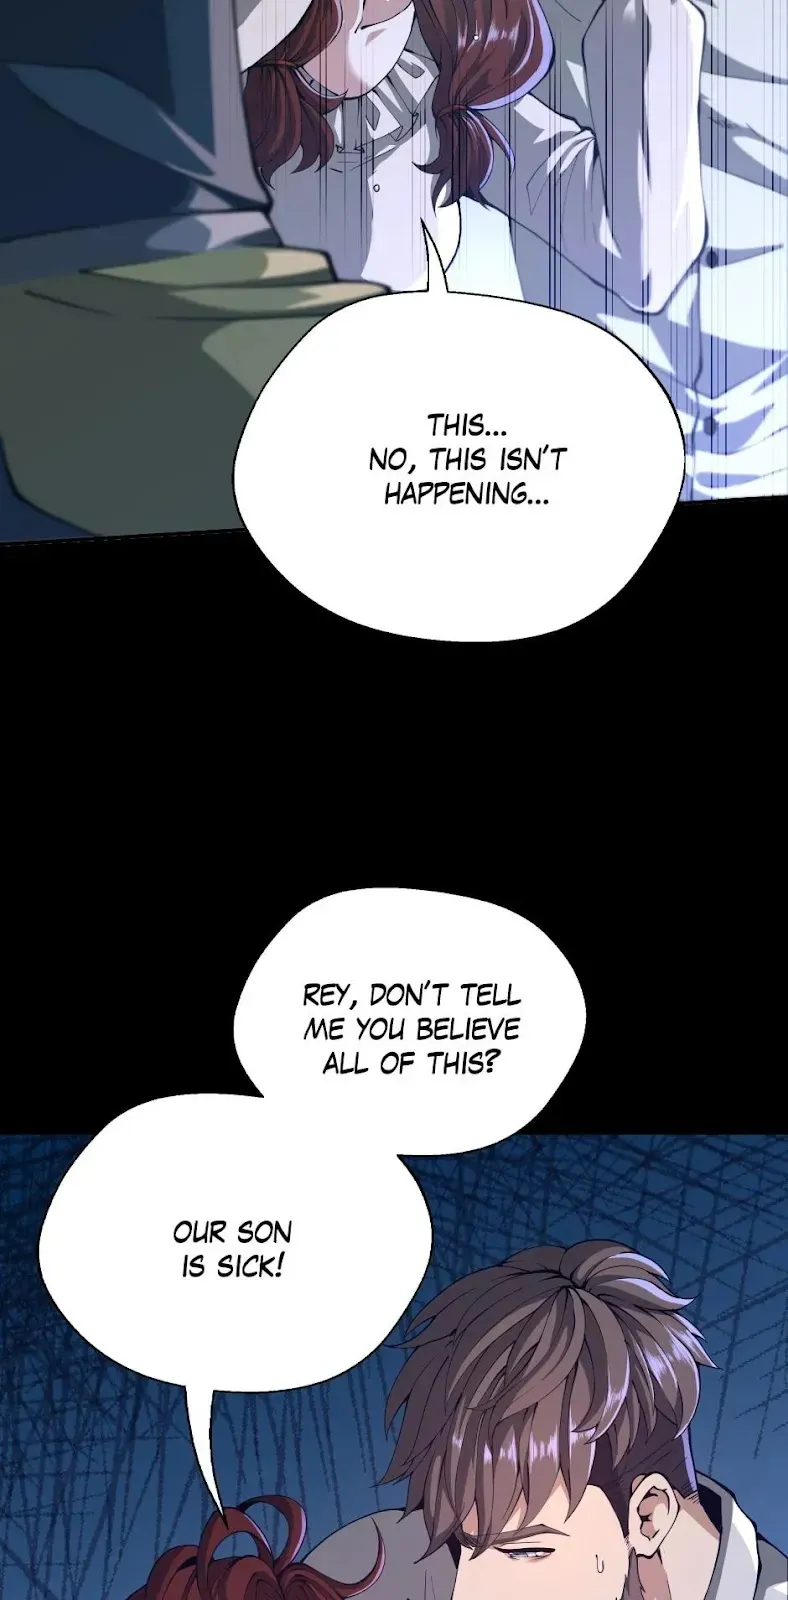 THIS...
NO, THIS ISN'T
HAPPENING...
REY, DON'T TELL
ME YOU BELIEVE
ALL OF THIS?
OUR SON
IS SICK!